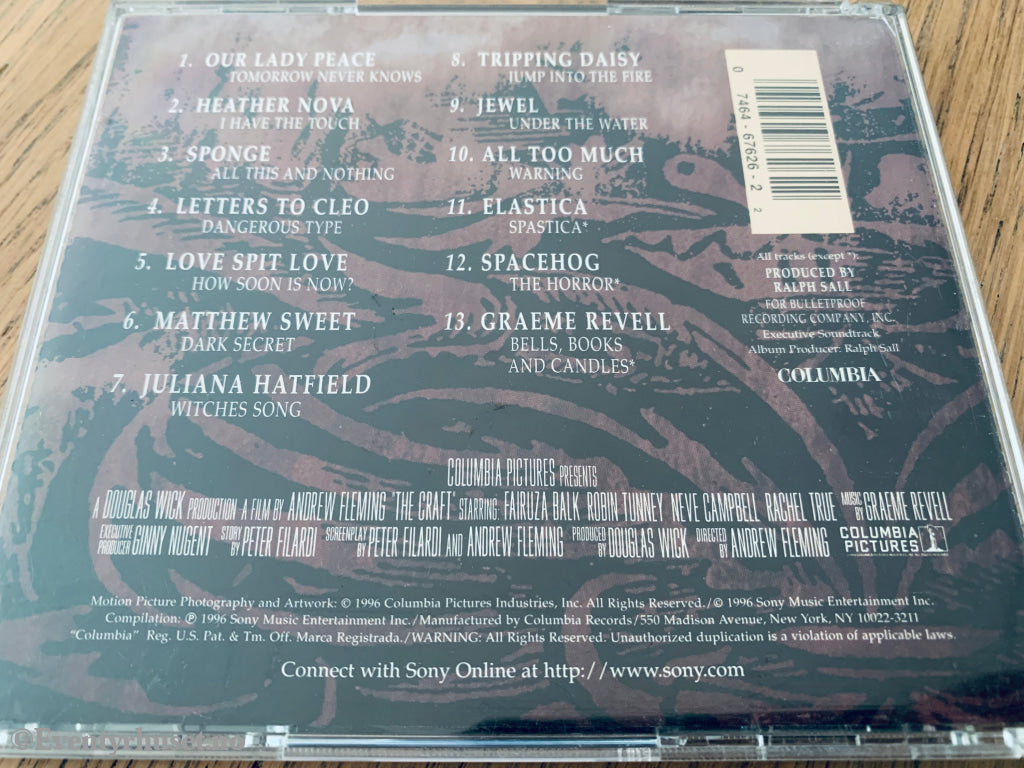 1. OUR LADY PEACE
TOMORROW NEVER KNOWS
2. HEATHER NOVA
I HAVE THE TOUCH
3. SPONGE
ALL THIS AND NOTHING
4. LETTERS TO CLEO
DANGEROUS TYPE
5. LOVE SPIT LOVE
HOW SOON IS NOW?
6. MATTHEW SWEET
DARK SECRET
7. JULIANA HATFIELD
WITCHES SONG
8. TRIPPING DAISY
JUMP INTO THE FIRE
9. JEWEL
UNDER THE WATER
10. ALL TOO MUCH
WARNING
11. ELASTICA
SPASTICA*
12. SPACEHOG
THE HORROR*
13. GRAEME REVELL
BELLS, BOOKS
AND CANDLES*
0 7464-67626-2 2
All tracks (except *):
PRODUCED BY
RALPH SALL
FOR BULLETPROOF
RECORDING COMPANY, INC.
Executive Soundtrack
Album Producer: Ralph Sall
COLUMBIA
COLUMBIA PICTURES PRESENTS
A DOUGLAS WICK PRODUCTION A FILM BY ANDREW FLEMING "THE CRAFT" STARRING: FAIRUZA BALK ROBIN TUNNEY NEVE CAMPBELL RACHEL TRUE MUSIC BY GRAEME REVELL
EXECUTIVE PRODUCER GINNY NUGENT STORY BY PETER FILARDI SCREENPLAY BY PETER FILARDI AND ANDREW FLEMING PRODUCED BY DOUGLAS WICK DIRECTED BY ANDREW FLEMING COLUMBIA PICTURES
Motion Picture Photography and Artwork: © 1996 Columbia Pictures Industries, Inc. All Rights Reserved./© 1996 Sony Music Entertainment Inc.
Compilation: ℗ 1996 Sony Music Entertainment Inc./Manufactured by Columbia Records/550 Madison Avenue, New York, NY 10022-3211
"Columbia" Reg. U.S. Pat. & Tm. Off. Marca Registrada./WARNING: All Rights Reserved. Unauthorized duplication is a violation of applicable laws.
Connect with Sony Online at http://www.sony.com